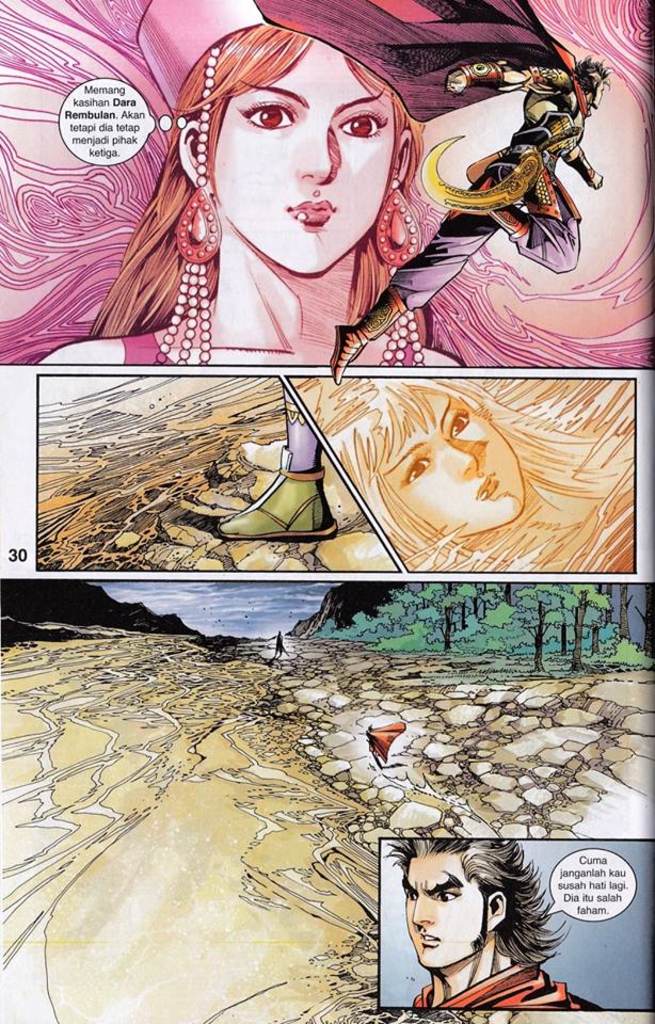 Memang
kasihan Dara
Rembulan. Akan
tetapi dia tetap
menjadi pihak
ketiga.
30
Cuma
janganlah kau
susah hati lagi.
Dia itu salah
faham.